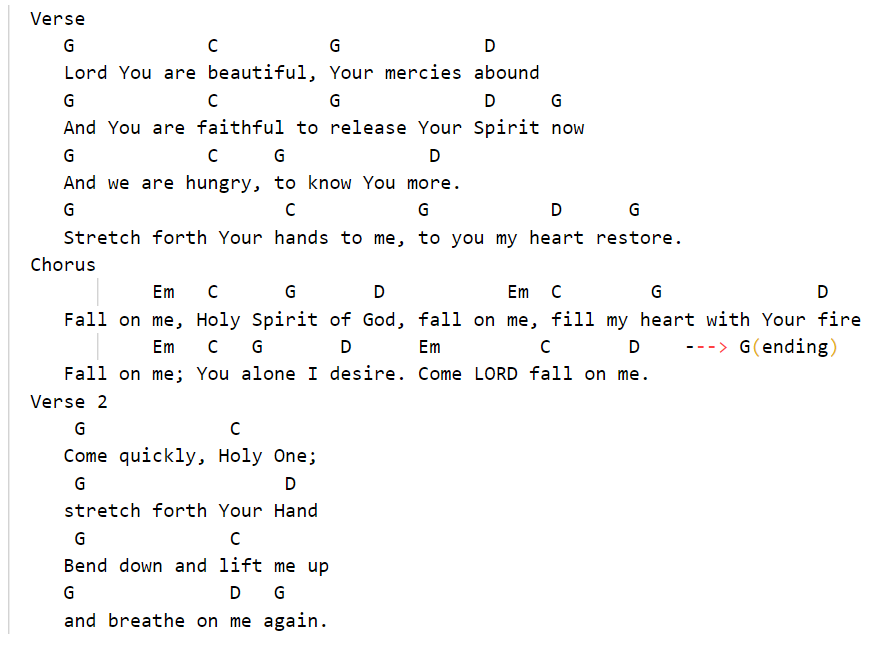 Verse
   G            C          G             D
   Lord You are beautiful, Your mercies abound
   G            C          G             D     G
   And You are faithful to release Your Spirit now
   G            C     G             D
   And we are hungry, to know You more.
   G                   C           G           D      G
   Stretch forth Your hands to me, to you my heart restore.
Chorus
           Em   C      G       D           Em  C        G              D
   Fall on me, Holy Spirit of God, fall on me, fill my heart with Your fire
           Em   C   G       D      Em         C       D    ---> G(ending)
   Fall on me; You alone I desire. Come LORD fall on me.
Verse 2
    G             C
   Come quickly, Holy One;
    G                  D
   stretch forth Your Hand
    G             C
   Bend down and lift me up
   G              D   G
   and breathe on me again.